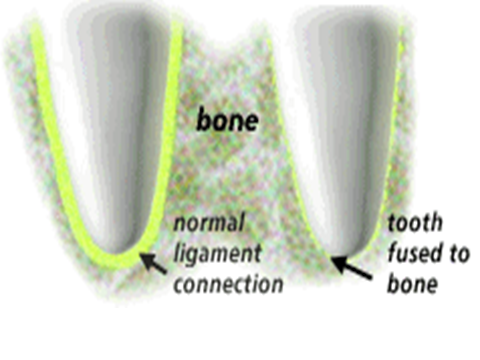 bone
normal
ligament
connection
tooth
fused to
bone